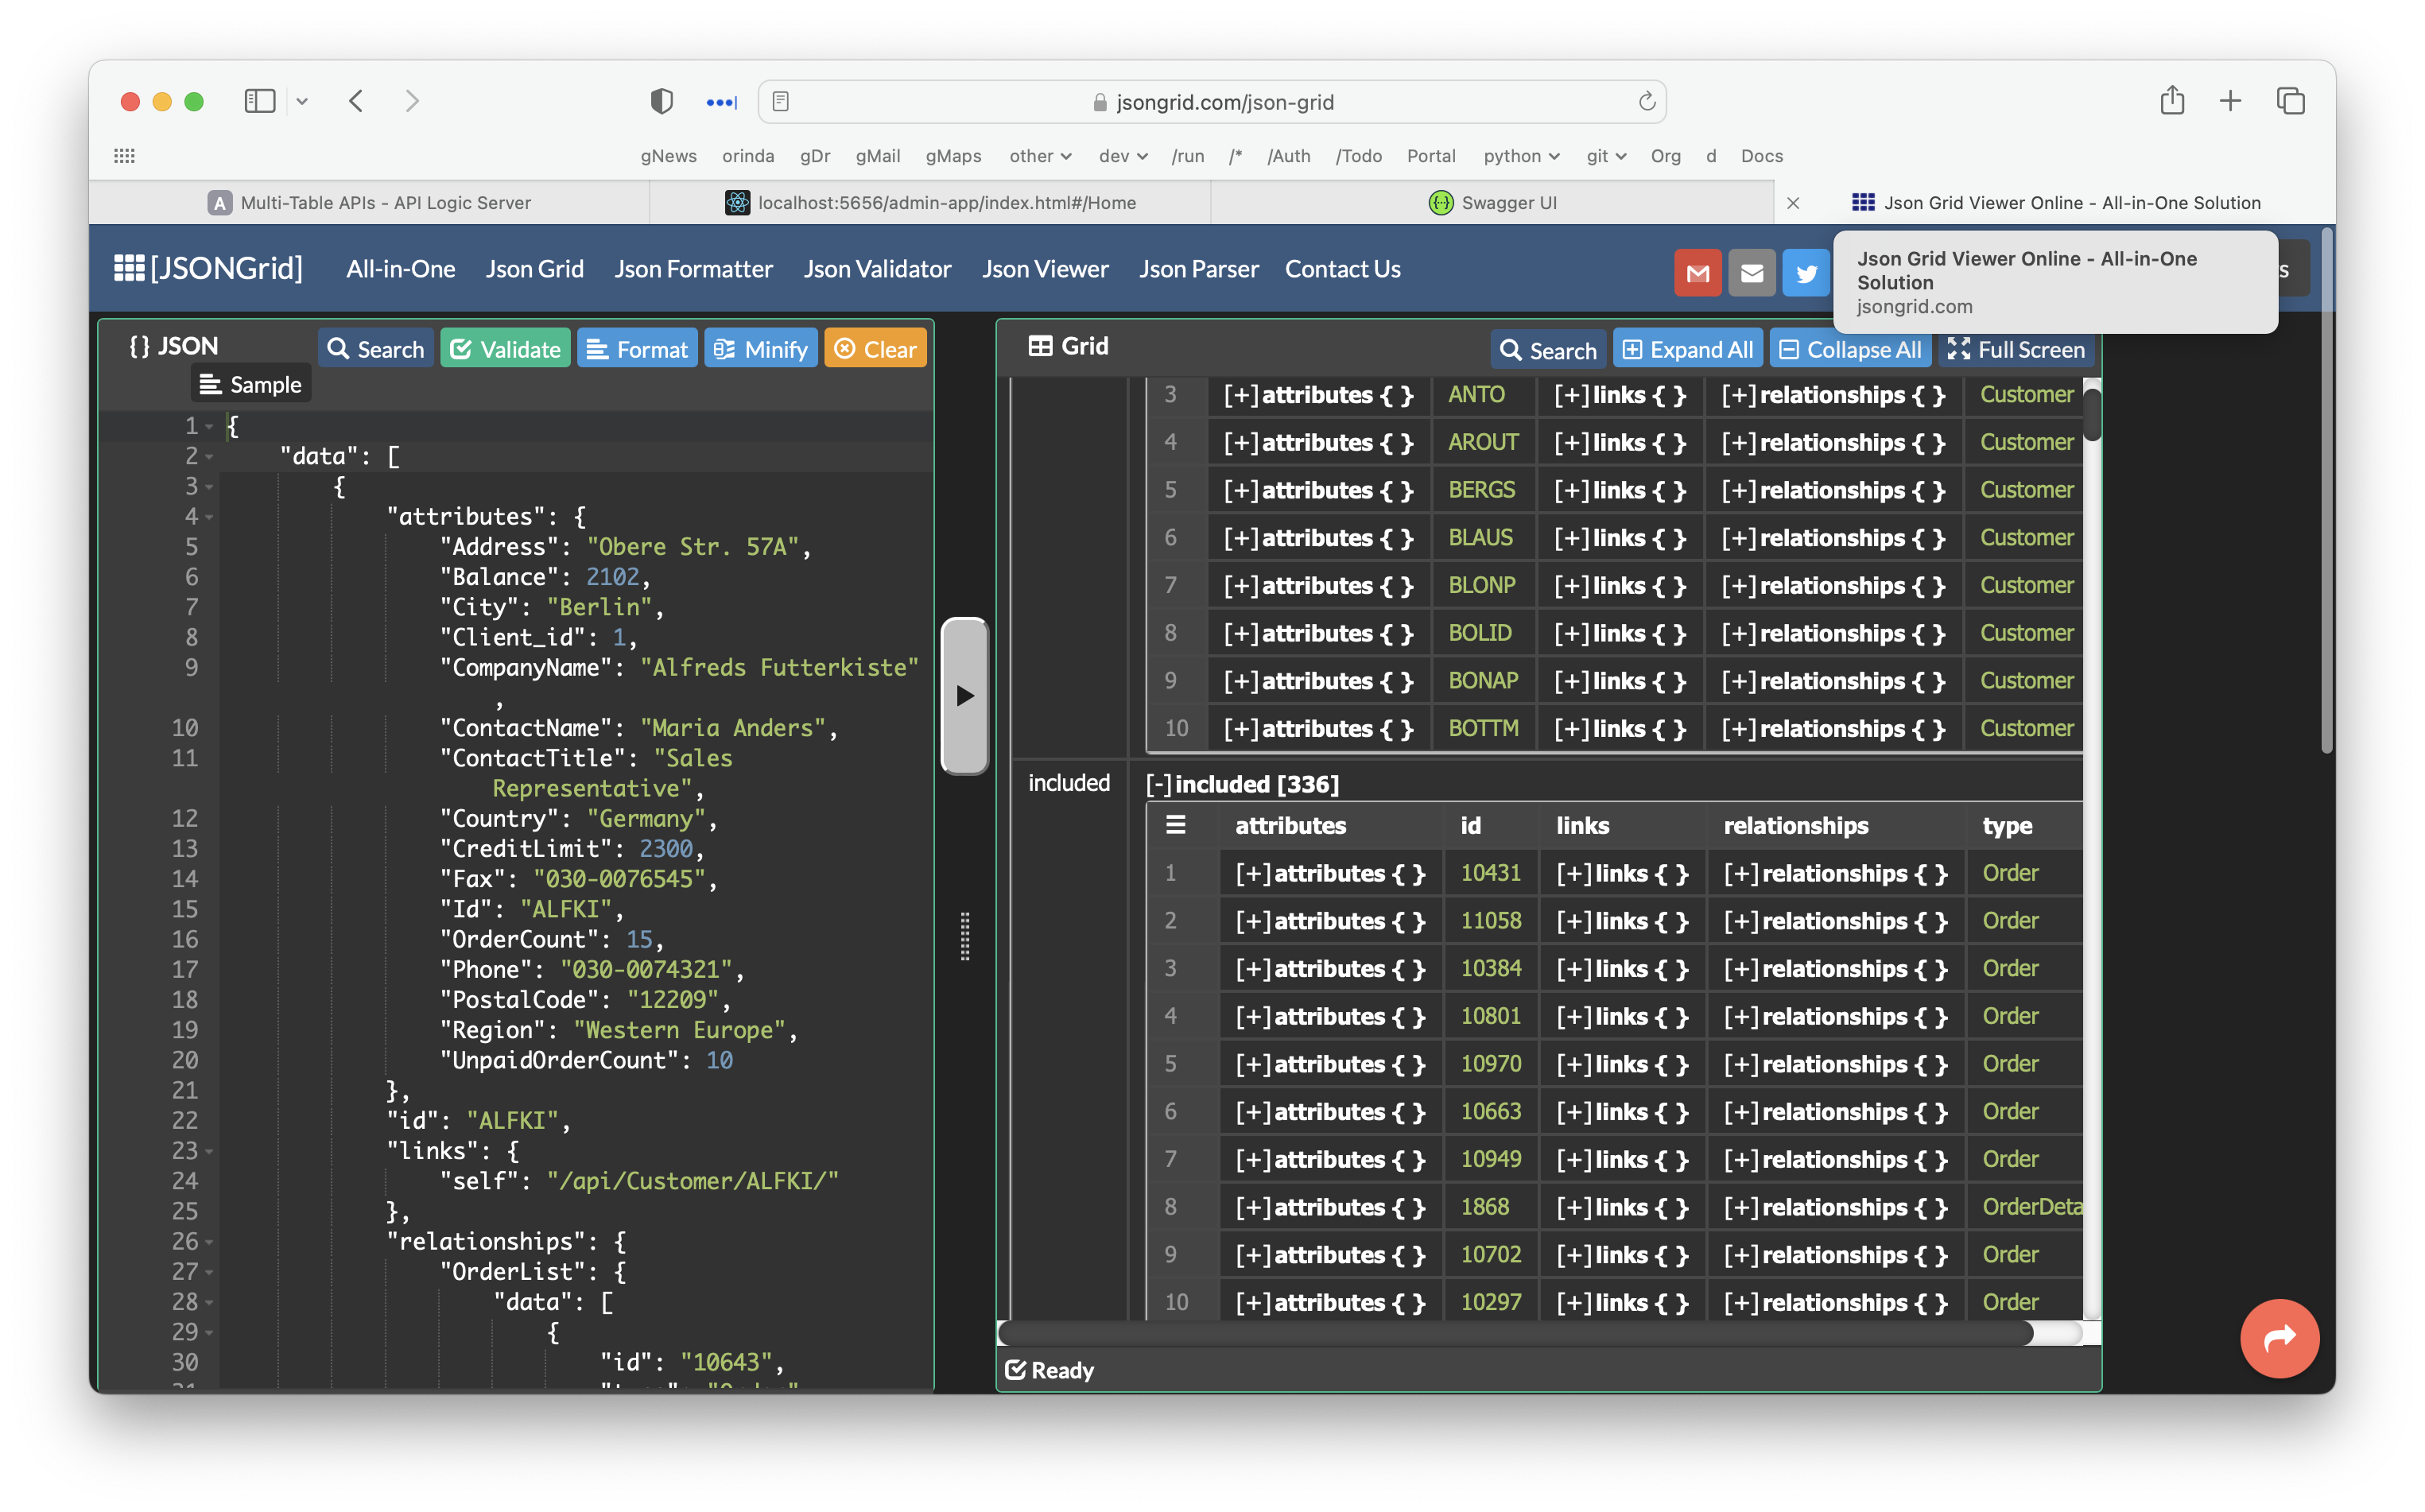 jsongrid.com/json-grid
gNews orinda gDr gMail gMaps other dev /run /* /Auth /Todo Portal python git Org d Docs
A Multi-Table APIs - API Logic Server
localhost:5656/admin-app/index.html#/Home
{··} Swagger UI
Json Grid Viewer Online - All-in-One Solution
[JSONGrid] All-in-One Json Grid Json Formatter Json Validator Json Viewer Json Parser Contact Us
Json Grid Viewer Online - All-in-One
Solution
jsongrid.com
s
{} JSON Search Validate Format Minify Clear
Sample
1 {
2 "data": [
3 {
4 "attributes": {
5 "Address": "Obere Str. 57A",
6 "Balance": 2102,
7 "City": "Berlin",
8 "Client_id": 1,
9 "CompanyName": "Alfreds Futterkiste"
,
10 "ContactName": "Maria Anders",
11 "ContactTitle": "Sales
Representative",
12 "Country": "Germany",
13 "CreditLimit": 2300,
14 "Fax": "030-0076545",
15 "Id": "ALFKI",
16 "OrderCount": 15,
17 "Phone": "030-0074321",
18 "PostalCode": "12209",
19 "Region": "Western Europe",
20 "UnpaidOrderCount": 10
21 },
22 "id": "ALFKI",
23 "links": {
24 "self": "/api/Customer/ALFKI/"
25 },
26 "relationships": {
27 "OrderList": {
28 "data": [
29 {
30 "id": "10643",
Grid Search Expand All Collapse All Full Screen
3 [+]attributes { } ANTO [+]links { } [+]relationships { } Customer
4 [+]attributes { } AROUT [+]links { } [+]relationships { } Customer
5 [+]attributes { } BERGS [+]links { } [+]relationships { } Customer
6 [+]attributes { } BLAUS [+]links { } [+]relationships { } Customer
7 [+]attributes { } BLONP [+]links { } [+]relationships { } Customer
8 [+]attributes { } BOLID [+]links { } [+]relationships { } Customer
9 [+]attributes { } BONAP [+]links { } [+]relationships { } Customer
10 [+]attributes { } BOTTM [+]links { } [+]relationships { } Customer
included [-]included [336]
attributes id links relationships type
1 [+]attributes { } 10431 [+]links { } [+]relationships { } Order
2 [+]attributes { } 11058 [+]links { } [+]relationships { } Order
3 [+]attributes { } 10384 [+]links { } [+]relationships { } Order
4 [+]attributes { } 10801 [+]links { } [+]relationships { } Order
5 [+]attributes { } 10970 [+]links { } [+]relationships { } Order
6 [+]attributes { } 10663 [+]links { } [+]relationships { } Order
7 [+]attributes { } 10949 [+]links { } [+]relationships { } Order
8 [+]attributes { } 1868 [+]links { } [+]relationships { } OrderDeta
9 [+]attributes { } 10702 [+]links { } [+]relationships { } Order
10 [+]attributes { } 10297 [+]links { } [+]relationships { } Order
Ready